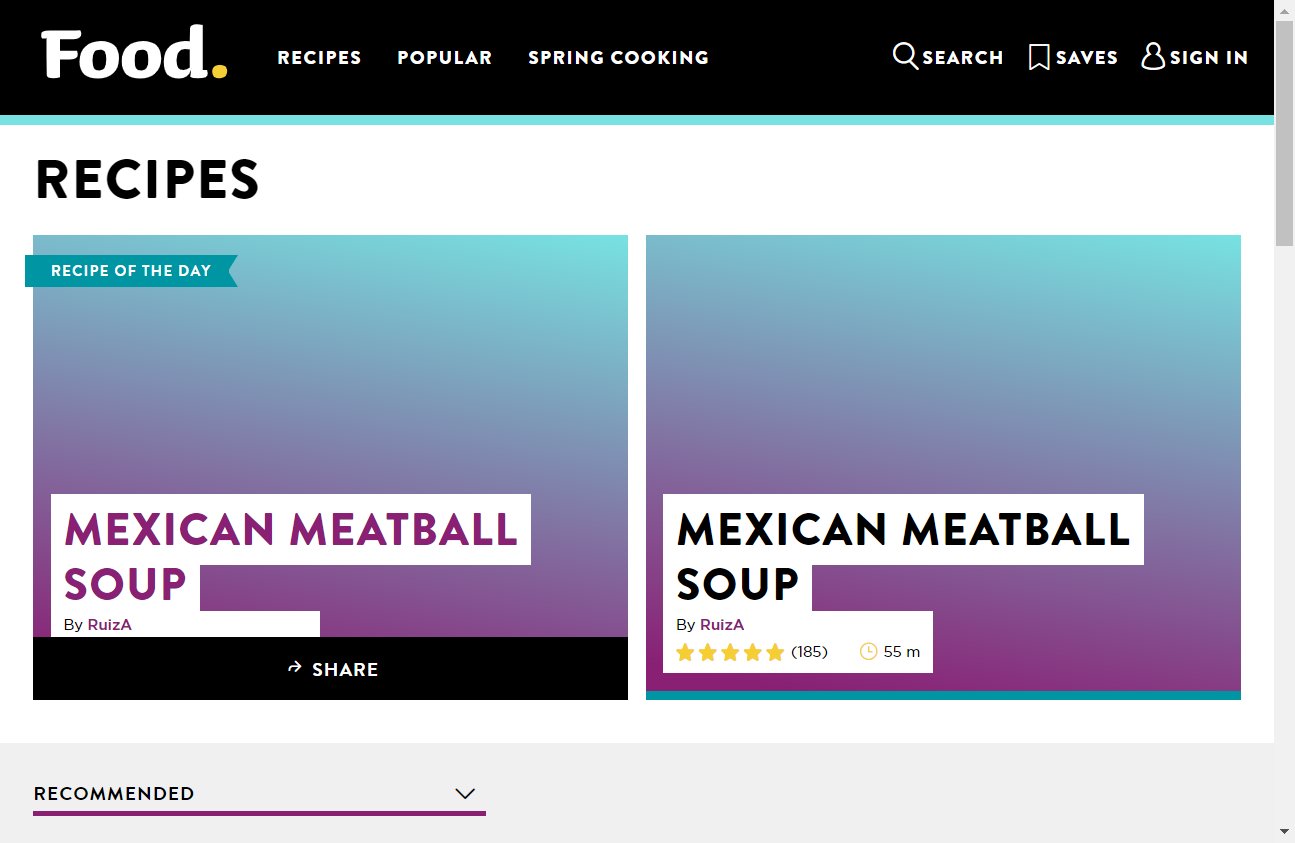 Food.
RECIPES
POPULAR
SPRING COOKING
SEARCH
SAVES
SIGN IN
RECIPES
RECIPE OF THE DAY
MEXICAN MEATBALL
SOUP
By RuizA
SHARE
MEXICAN MEATBALL
SOUP
By RuizA
(185) 55 m
RECOMMENDED